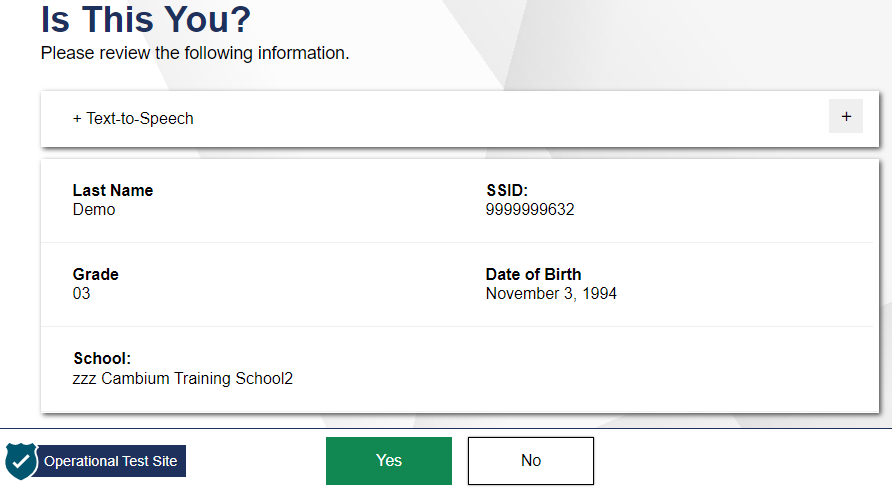 Is This You?
Please review the following information.
+ Text-to-Speech
+
Last Name
Demo
SSID:
9999999632
Grade
03
Date of Birth
November 3, 1994
School:
zzz Cambium Training School2
Operational Test Site
Yes
No